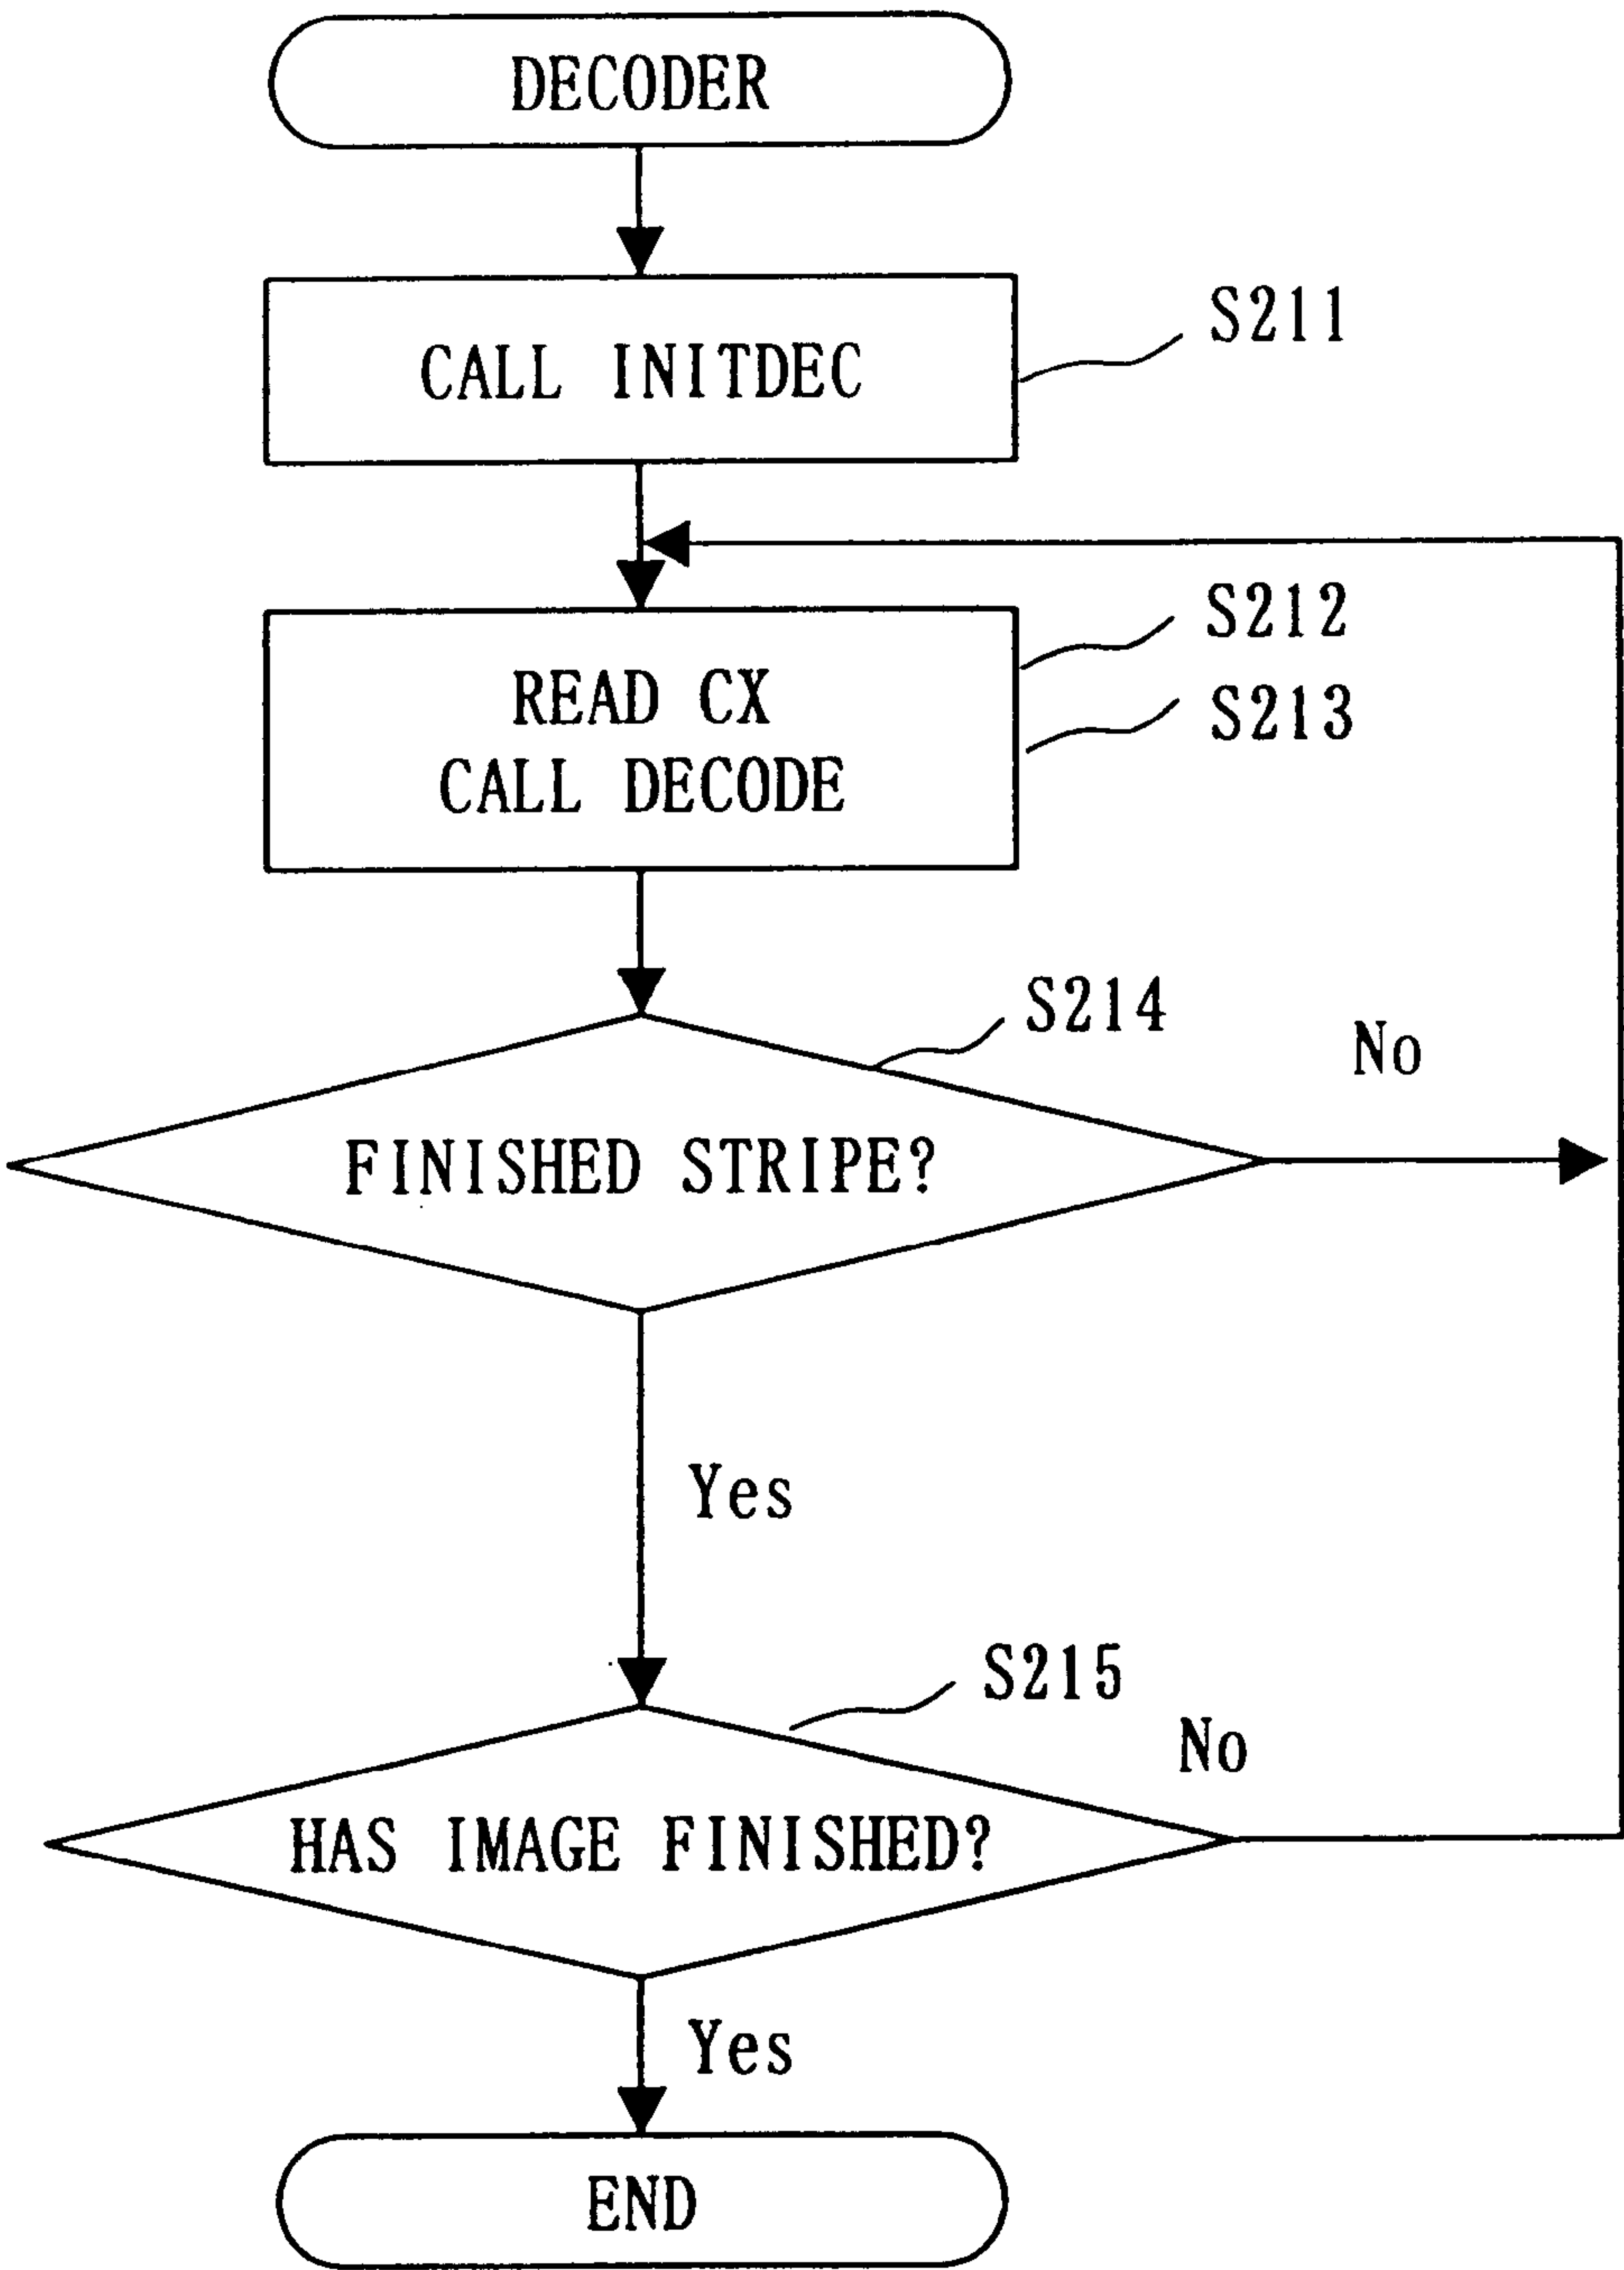 DECODER
CALL INITDEC
S211
READ CX
S212
CALL DECODE
S213
FINISHED STRIPE?
S214
No
Yes
HAS IMAGE FINISHED?
S215
No
Yes
END